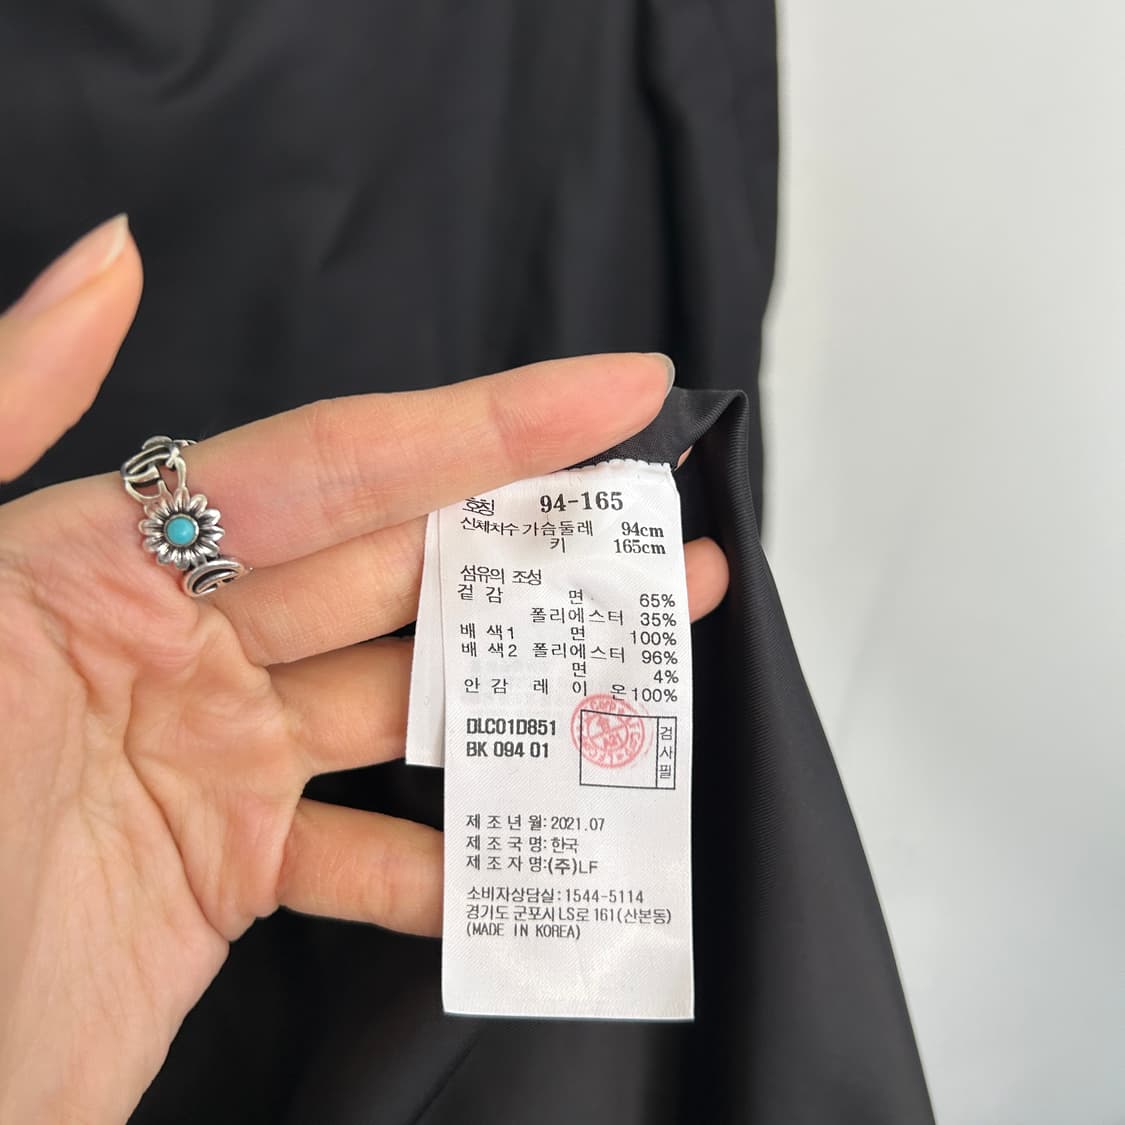 호칭 94-165
신체치수 가슴둘레 94cm
키 165cm
섬유의 조성
겉감 면 65%
폴리에스터 35%
배색1 면 100%
배색2 폴리에스터 96%
면 4%
안감 레이온 100%
DLC01D851
BK 094 01
검사필
제조년월: 2021.07
제조국명: 한국
제조자명:(주)LF
소비자상담실: 1544-5114
경기도 군포시 LS로 161(산본동)
(MADE IN KOREA)